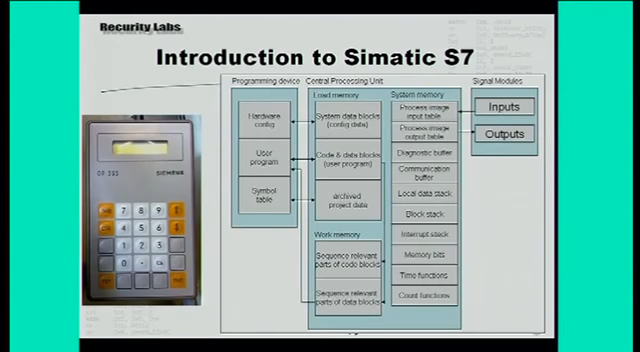 Recurity Labs
Introduction to Simatic S7
Programming device
Hardware
config
User
program
Symbol
table
Central Processing Unit
Load memory
System data blocks
(config data)
Code & data blocks
(user program)
archived
project data
Work memory
Sequence relevant
parts of code blocks
Sequence relevant
parts of data blocks
System memory
Process image
input table
Process image
output table
Diagnostic buffer
Communication
buffer
Local data stack
Block stack
Interrupt stack
Memory bits
Time functions
Count functions
Signal Modules
Inputs
Outputs
SIEMENS
7 8 9
4 5 6
1 2 3
0